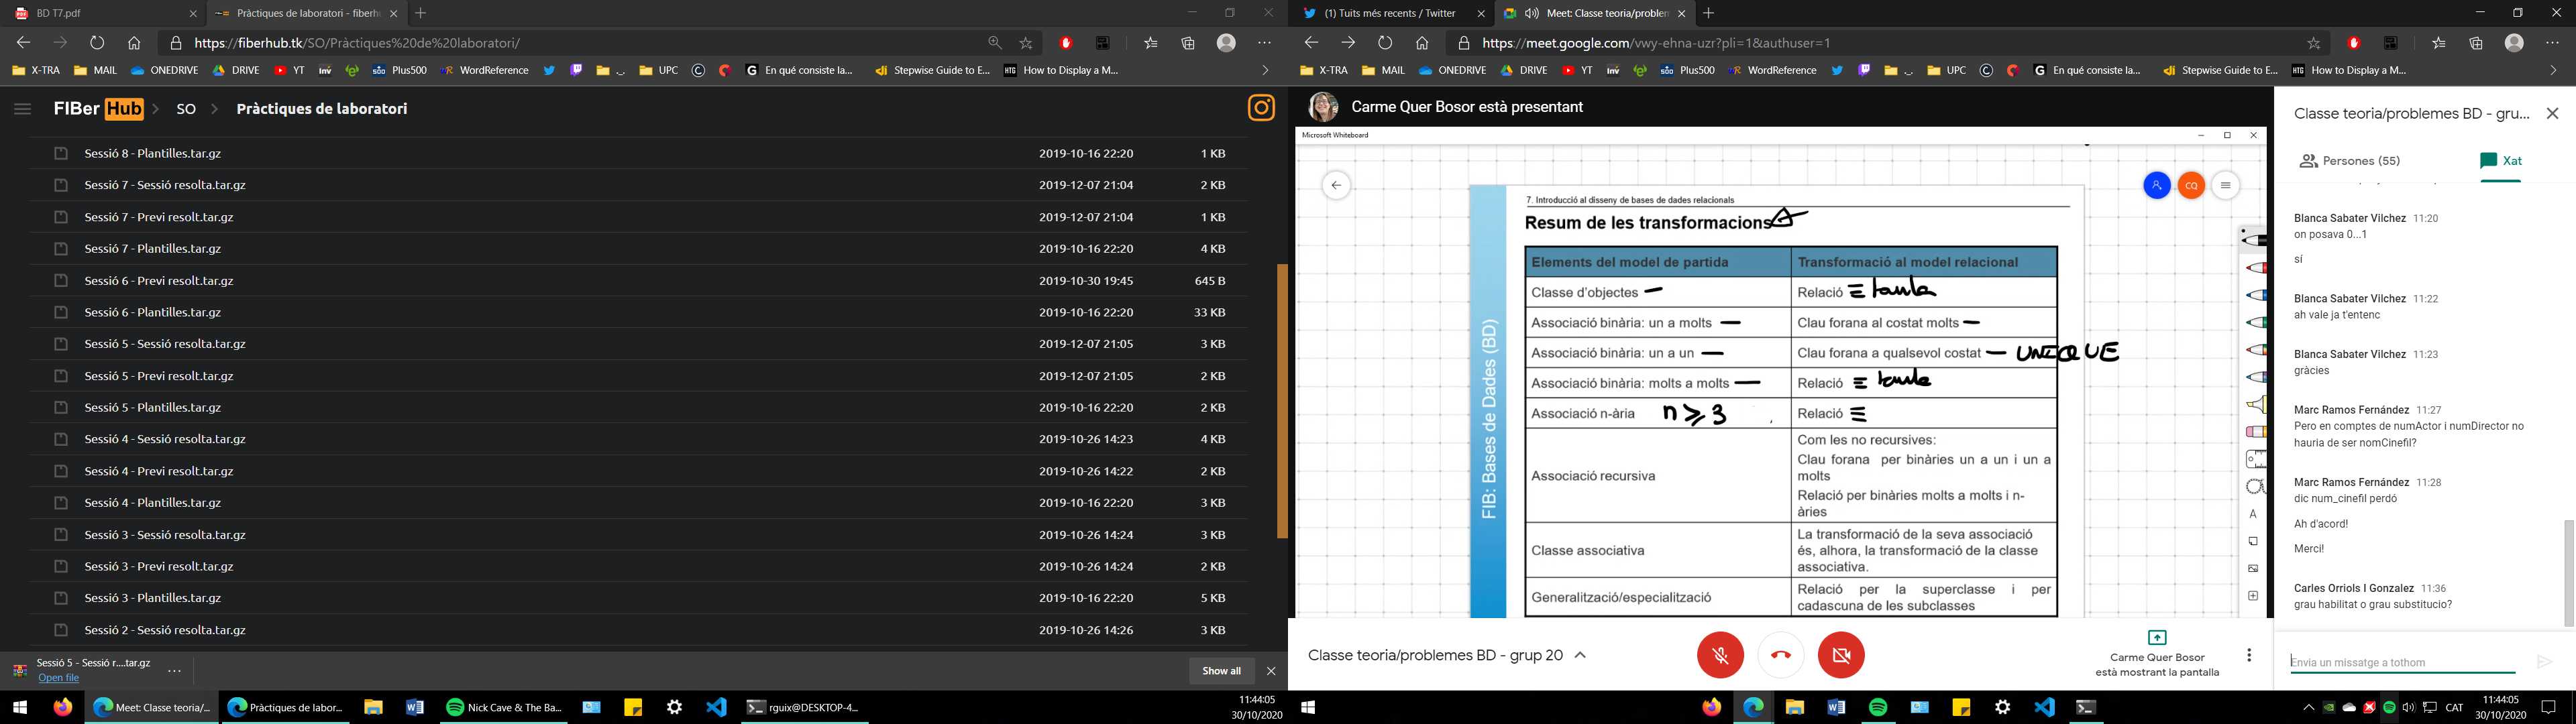 BD T7.pdf
Pràctiques de laboratori - fiberh
https://fiberhub.tk/SO/Pràctiques%20de%20laboratori/
X-TRA MAIL ONEDRIVE DRIVE YT inv Plus500 WordReference UPC En qué consiste la... Stepwise Guide to E... How to Display a M...
FIBer Hub SO Pràctiques de laboratori
Sessió 8 - Plantilles.tar.gz 2019-10-16 22:20 1 KB
Sessió 7 - Sessió resolta.tar.gz 2019-12-07 21:04 2 KB
Sessió 7 - Previ resolt.tar.gz 2019-12-07 21:04 1 KB
Sessió 7 - Plantilles.tar.gz 2019-10-16 22:20 4 KB
Sessió 6 - Previ resolt.tar.gz 2019-10-30 19:45 645 B
Sessió 6 - Plantilles.tar.gz 2019-10-16 22:20 33 KB
Sessió 5 - Sessió resolta.tar.gz 2019-12-07 21:05 3 KB
Sessió 5 - Previ resolt.tar.gz 2019-12-07 21:05 2 KB
Sessió 5 - Plantilles.tar.gz 2019-10-16 22:20 2 KB
Sessió 4 - Sessió resolta.tar.gz 2019-10-26 14:23 4 KB
Sessió 4 - Previ resolt.tar.gz 2019-10-26 14:22 2 KB
Sessió 4 - Plantilles.tar.gz 2019-10-16 22:20 3 KB
Sessió 3 - Sessió resolta.tar.gz 2019-10-26 14:24 3 KB
Sessió 3 - Previ resolt.tar.gz 2019-10-26 14:24 2 KB
Sessió 3 - Plantilles.tar.gz 2019-10-16 22:20 5 KB
Sessió 2 - Sessió resolta.tar.gz 2019-10-26 14:26 3 KB
Sessió 5 - Sessió r....tar.gz
Open file
Show all
Meet: Classe teoria/... Pràctiques de labor... Nick Cave & The Ba... rguix@DESKTOP-4...
11:44:05
30/10/2020
(1) Tuits més recents / Twitter
Meet: Classe teoria/problem
https://meet.google.com/vwy-ehna-uzr?pli=1&authuser=1
X-TRA MAIL ONEDRIVE DRIVE YT inv Plus500 WordReference UPC En qué consiste la... Stepwise Guide to E... How to Display a M...
Carme Quer Bosor està presentant
Microsoft Whiteboard
CQ
FIB: Bases de Dades (BD)
7. Introducció al disseny de bases de dades relacionals
Resum de les transformacions
Elements del model de partida Transformació al model relacional
Classe d'objectes Relació ≡ taula
Associació binària: un a molts Clau forana al costat molts
Associació binària: un a un Clau forana a qualsevol costat — UNIQUE
Associació binària: molts a molts Relació ≡ taula
Associació n-ària n ≥ 3 Relació ≡
Associació recursiva
Com les no recursives:
Clau forana per binàries un a un i un a
molts
Relació per binàries molts a molts i n-
àries
Classe associativa
La transformació de la seva associació
és, alhora, la transformació de la classe
associativa.
Generalització/especialització
Relació per la superclasse i per
cadascuna de les subclasses
Classe teoria/problemes BD - grup 20
Carme Quer Bosor
està mostrant la pantalla
Classe teoria/problemes BD - gru...
Persones (55) Xat
Blanca Sabater Vilchez 11:20
on posava 0...1
sí
Blanca Sabater Vilchez 11:22
ah vale ja t'entenc
Blanca Sabater Vilchez 11:23
gràcies
Marc Ramos Fernández 11:27
Pero en comptes de numActor i numDirector no
hauria de ser nomCinefil?
Marc Ramos Fernández 11:28
dic num_cinefil perdó
Ah d'acord!
Merci!
Carles Orriols I Gonzalez 11:36
grau habilitat o grau substitucio?
Envia un missatge a tothom
CAT
11:44:05
30/10/2020